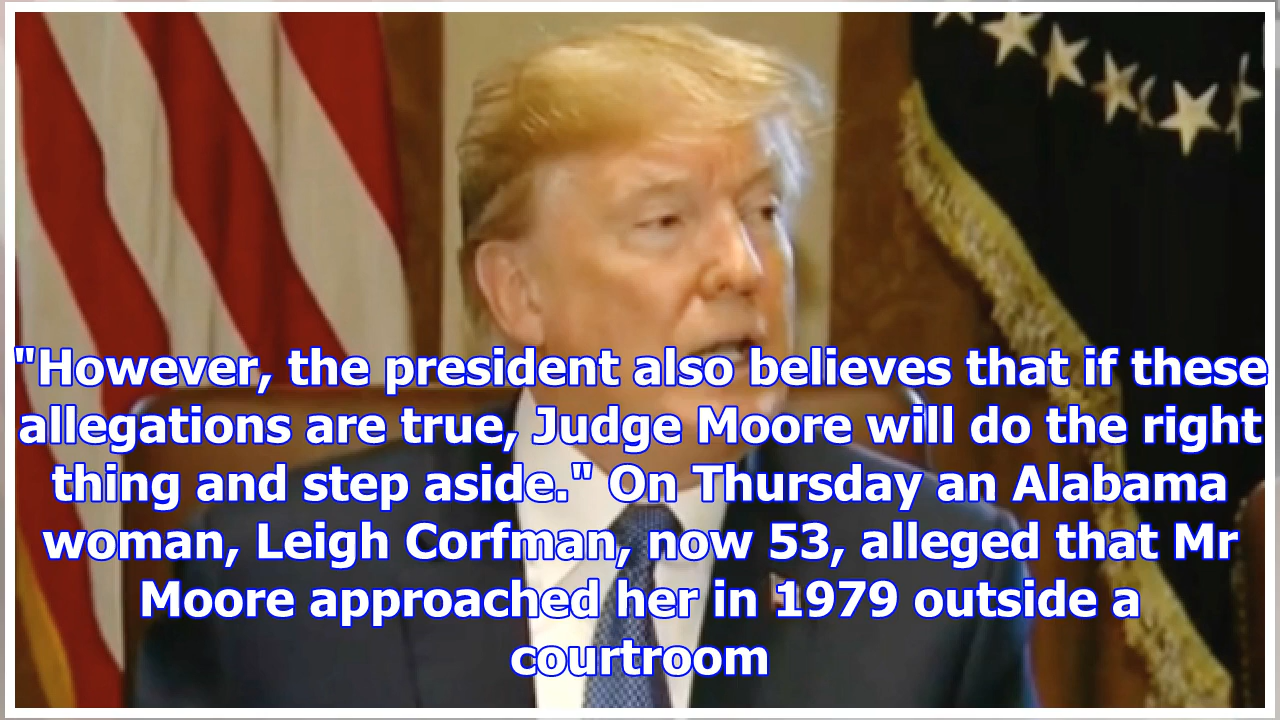 "However, the president also believes that if these
allegations are true, Judge Moore will do the right
thing and step aside." On Thursday an Alabama
woman, Leigh Corfman, now 53, alleged that Mr
Moore approached her in 1979 outside a
courtroom